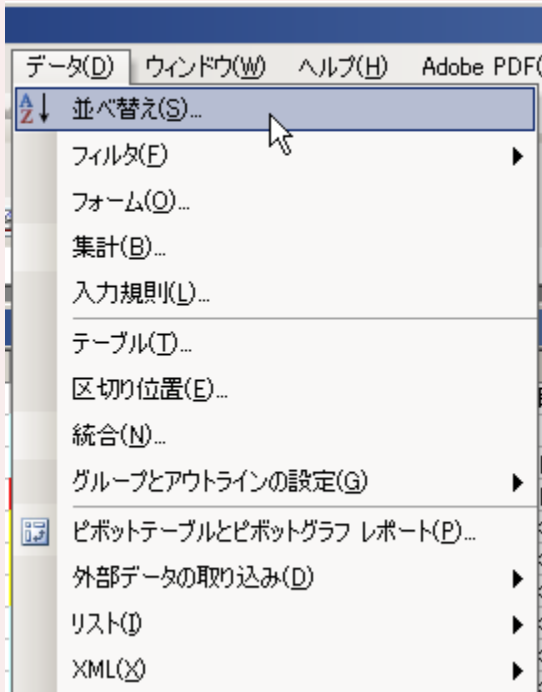 データ(D) ウィンドウ(W) ヘルプ(H) Adobe PDF(
並べ替え(S)...
フィルタ(F)
フォーム(O)...
集計(B)...
入力規則(L)...
テーブル(T)...
区切り位置(E)...
統合(N)...
グループとアウトラインの設定(G)
ピボットテーブルとピボットグラフ レポート(P)...
外部データの取り込み(D)
リスト(I)
XML(X)